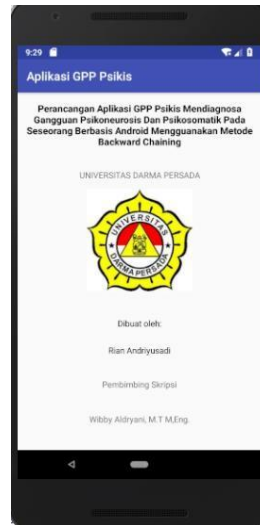 9:29
Aplikasi GPP Psikis
Perancangan Aplikasi GPP Psikis Mendiagnosa
Gangguan Psikoneurosis Dan Psikosomatik Pada
Seseorang Berbasis Android Menggunakan Metode
Backward Chaining
UNIVERSITAS DARMA PERSADA
UNIVERSITAS
DARMA PERSADA
Dibuat oleh:
Rian Andriyusadi
Pembimbing Skripsi
Wibby Aldryani, M.T M,Eng.